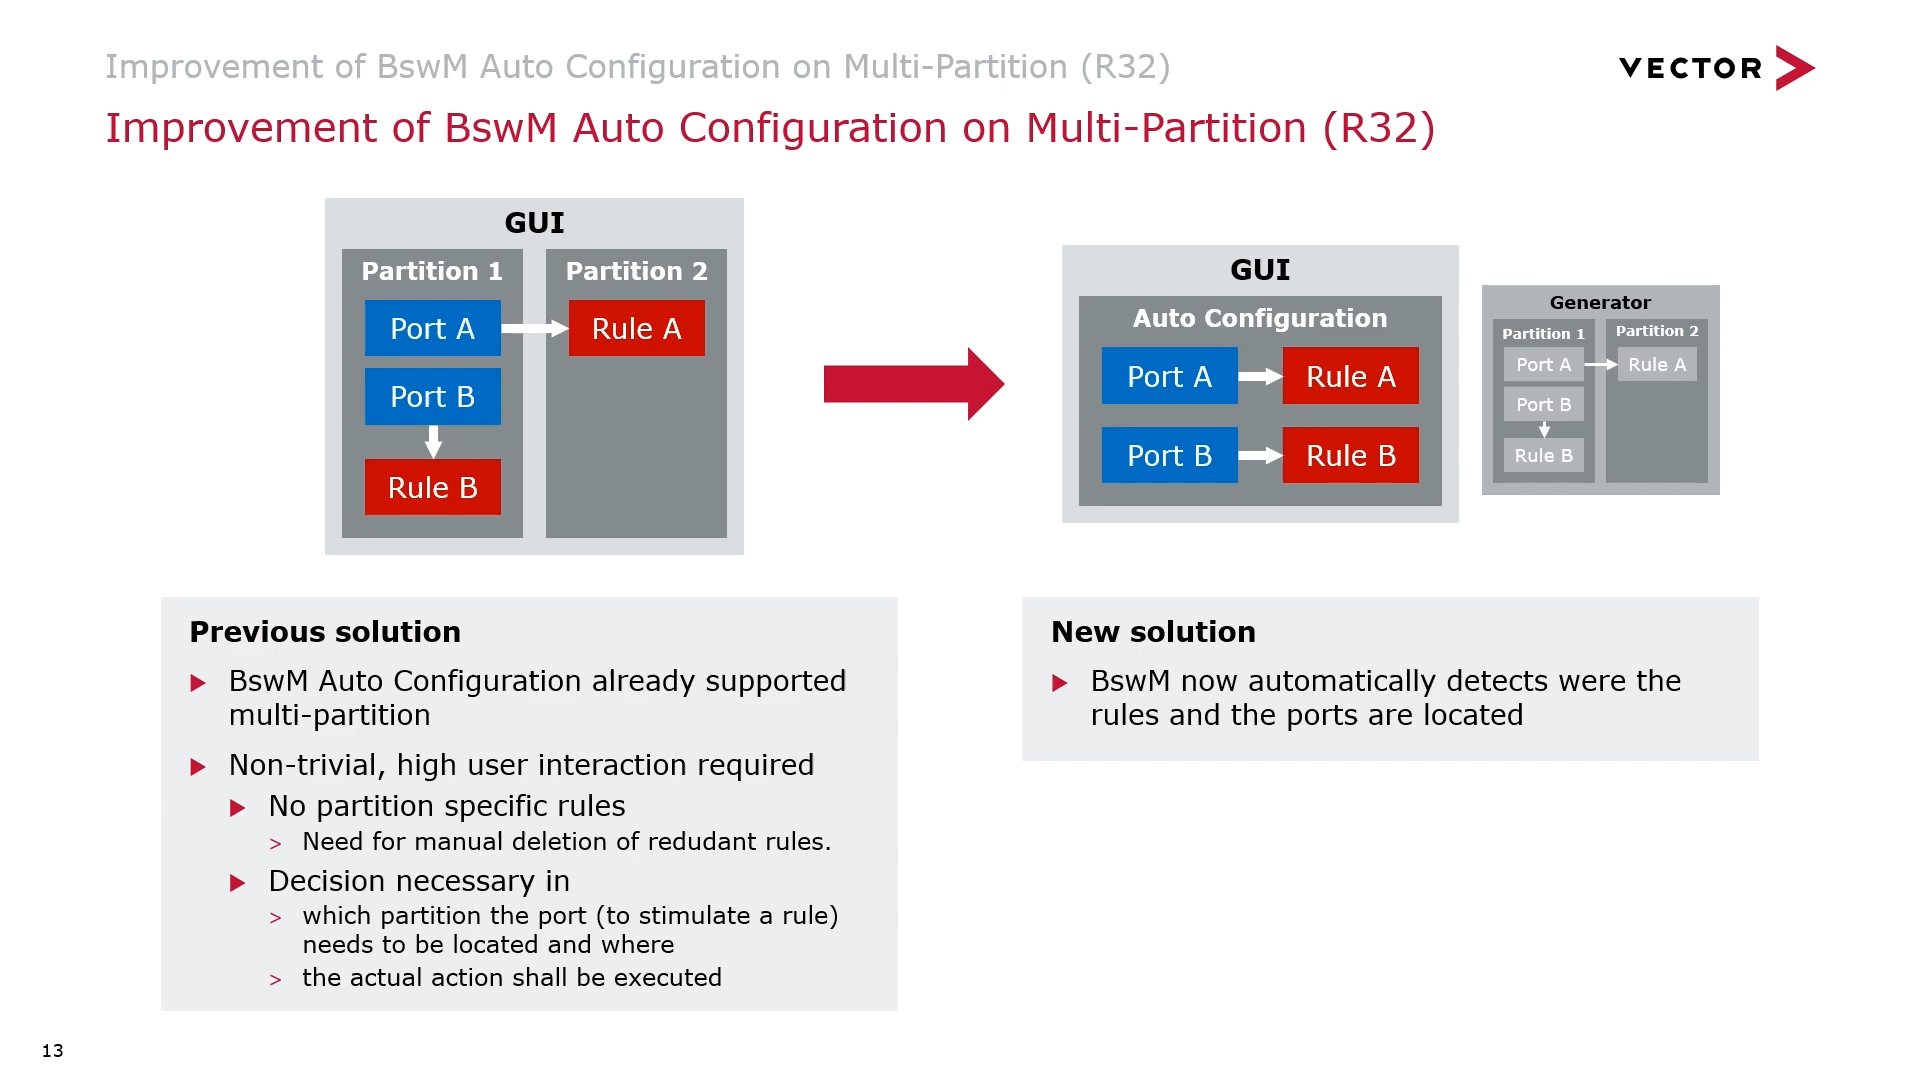 Improvement of BswM Auto Configuration on Multi-Partition (R32)
VECTOR
Improvement of BswM Auto Configuration on Multi-Partition (R32)
GUI
Partition 1
Partition 2
Port A
Rule A
Port B
Rule B
GUI
Auto Configuration
Port A
Rule A
Port B
Rule B
Generator
Partition 1
Partition 2
Port A
Rule A
Port B
Rule B
Previous solution
BswM Auto Configuration already supported
multi-partition
Non-trivial, high user interaction required
No partition specific rules
> Need for manual deletion of redudant rules.
Decision necessary in
> which partition the port (to stimulate a rule)
needs to be located and where
> the actual action shall be executed
New solution
BswM now automatically detects were the
rules and the ports are located
13